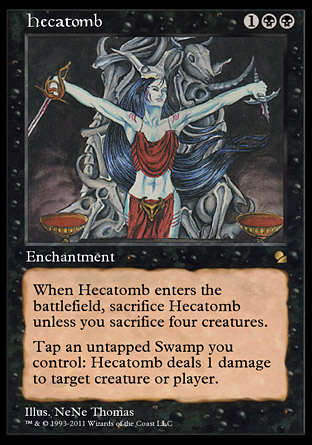 Hecatomb 1
Enchantment
When Hecatomb enters the
battlefield, sacrifice Hecatomb
unless you sacrifice four creatures.
Tap an untapped Swamp you
control: Hecatomb deals 1 damage
to target creature or player.
Illus. NeNe Thomas
™ & © 1993-2011 Wizards of the Coast LLC